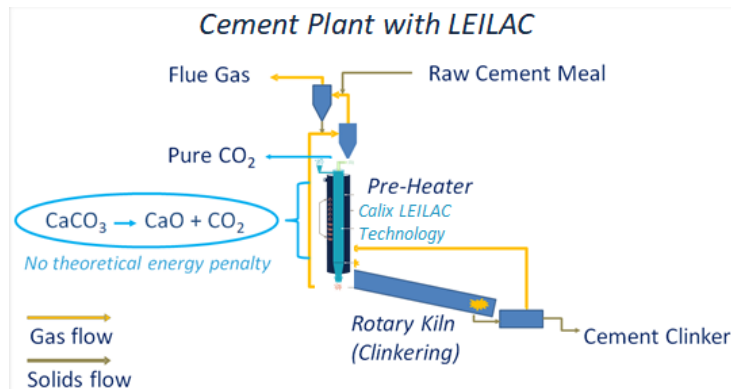 Cement Plant with LEILAC
Flue Gas
Raw Cement Meal
Pure CO₂
Pre-Heater
Calix LEILAC
Technology
CaCO₃ → CaO + CO₂
No theoretical energy penalty
Gas flow
Solids flow
Rotary Kiln
(Clinkering)
Cement Clinker